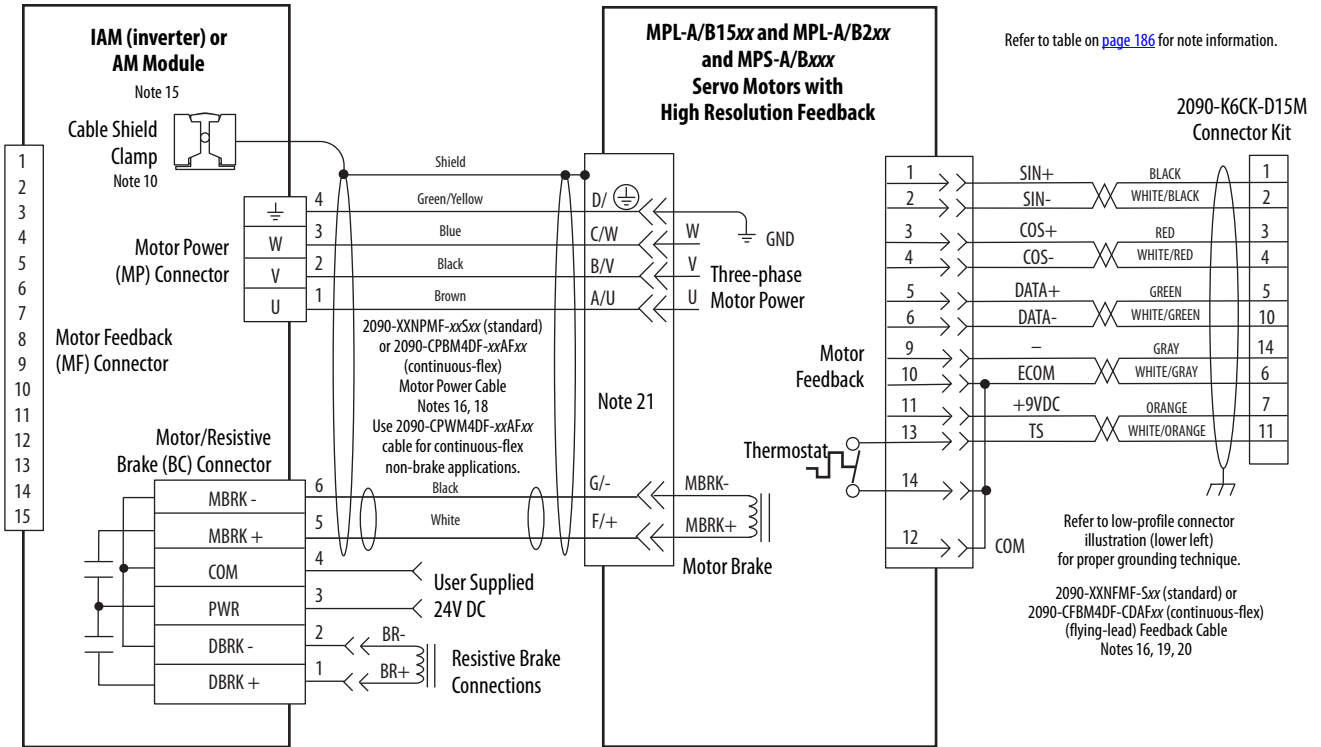 IAM (inverter) or
AM Module
Note 15
Cable Shield
Clamp
Note 10
1
2
3
4
5
6
7
8
9
10
11
12
13
14
15
Motor Feedback
(MF) Connector
Motor Power
(MP) Connector
W
V
U
4
3
2
1
Shield
Green/Yellow
Blue
Black
Brown
2090-XXNPMF-xxSxx (standard)
or 2090-CPBM4DF-xxAFxx
(continuous-flex)
Motor Power Cable
Notes 16, 18
Use 2090-CPWM4DF-xxAFxx
cable for continuous-flex
non-brake applications.
Motor/Resistive
Brake (BC) Connector
MBRK -
MBRK +
COM
PWR
DBRK -
DBRK +
6
5
4
3
2
1
Black
White
User Supplied
24V DC
BR-
BR+
Resistive Brake
Connections
MPL-A/B15xx and MPL-A/B2xx
and MPS-A/Bxxx
Servo Motors with
High Resolution Feedback
D/
C/W
B/V
A/U
W
V
U
GND
Three-phase
Motor Power
Note 21
G/-
F/+
MBRK-
MBRK+
Motor Brake
Motor
Feedback
Thermostat
1
2
3
4
5
6
9
10
11
13
14
12
SIN+
SIN-
COS+
COS-
DATA+
DATA-
–
ECOM
+9VDC
TS
COM
BLACK
WHITE/BLACK
RED
WHITE/RED
GREEN
WHITE/GREEN
GRAY
WHITE/GRAY
ORANGE
WHITE/ORANGE
Refer to table on page 186 for note information.
2090-K6CK-D15M
Connector Kit
1
2
3
4
5
10
14
6
7
11
Refer to low-profile connector
illustration (lower left)
for proper grounding technique.
2090-XXNFMF-Sxx (standard) or
2090-CFBM4DF-CDAFxx (continuous-flex)
(flying-lead) Feedback Cable
Notes 16, 19, 20